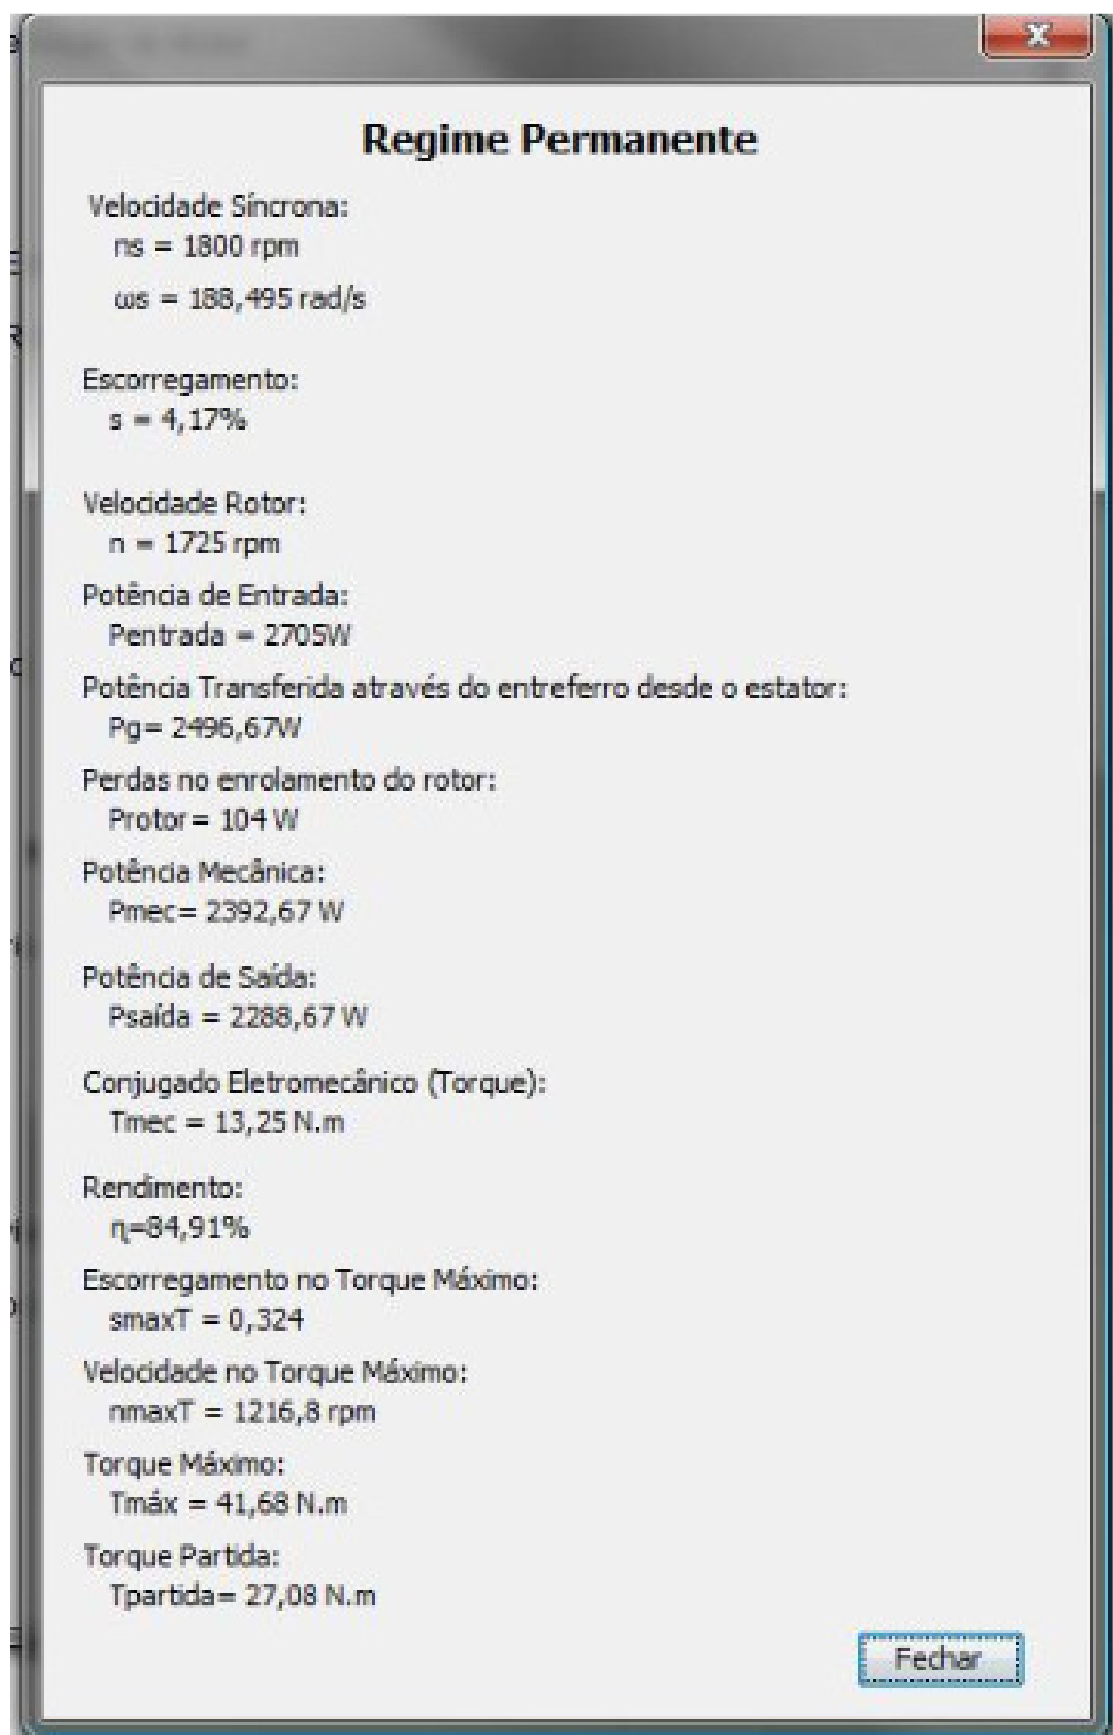 Regime Permanente
Velocidade Síncrona:
ns = 1800 rpm
ωs = 188,495 rad/s
Escorregamento:
s = 4,17%
Velocidade Rotor:
n = 1725 rpm
Potência de Entrada:
Pentrada = 2705W
Potência Transferida através do entreferro desde o estator:
Pg= 2496,67W
Perdas no enrolamento do rotor:
Protor= 104 W
Potência Mecânica:
Pmec= 2392,67 W
Potência de Saída:
Psaída = 2288,67 W
Conjugado Eletromecânico (Torque):
Tmec = 13,25 N.m
Rendimento:
η=84,91%
Escorregamento no Torque Máximo:
smaxT = 0,324
Velocidade no Torque Máximo:
nmaxT = 1216,8 rpm
Torque Máximo:
Tmáx = 41,68 N.m
Torque Partida:
Tpartida= 27,08 N.m
Fechar